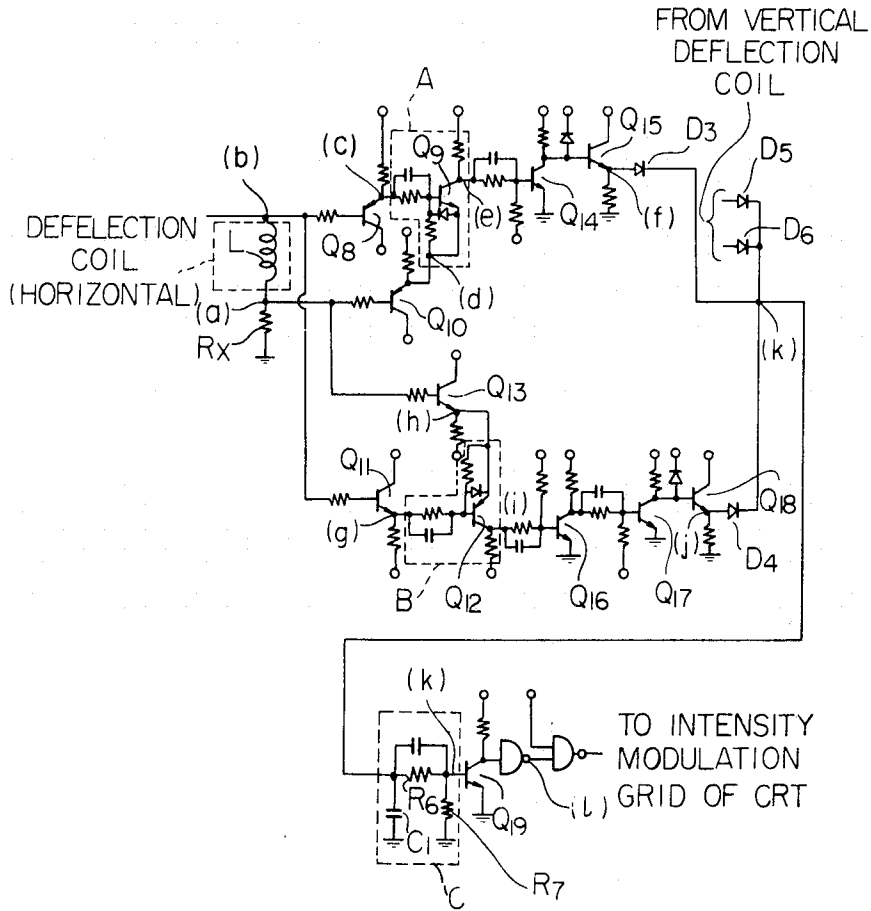 FROM VERTICAL
DEFLECTION
COIL
A
Q15
D3
(c)
Q9
(b)
(e)
Q14
(f)
D5
D6
DEFELECTION
COIL
(HORIZONTAL)
L
Q8
(d)
(a)
Q10
RX
(k)
Q13
(h)
Q11
(i)
Q18
(g)
(j)
B
Q12
Q16
Q17
D4
(k)
TO INTENSITY
MODULATION
GRID OF CRT
R6
Q19
(l)
C1
R7
C